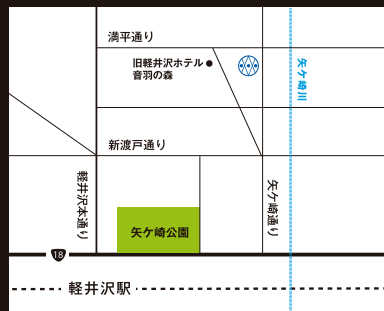 満平通り
旧軽井沢ホテル
音羽の森
矢ケ崎川
新渡戸通り
軽井沢本通り
矢ケ崎通り
矢ケ崎公園
18
軽井沢駅